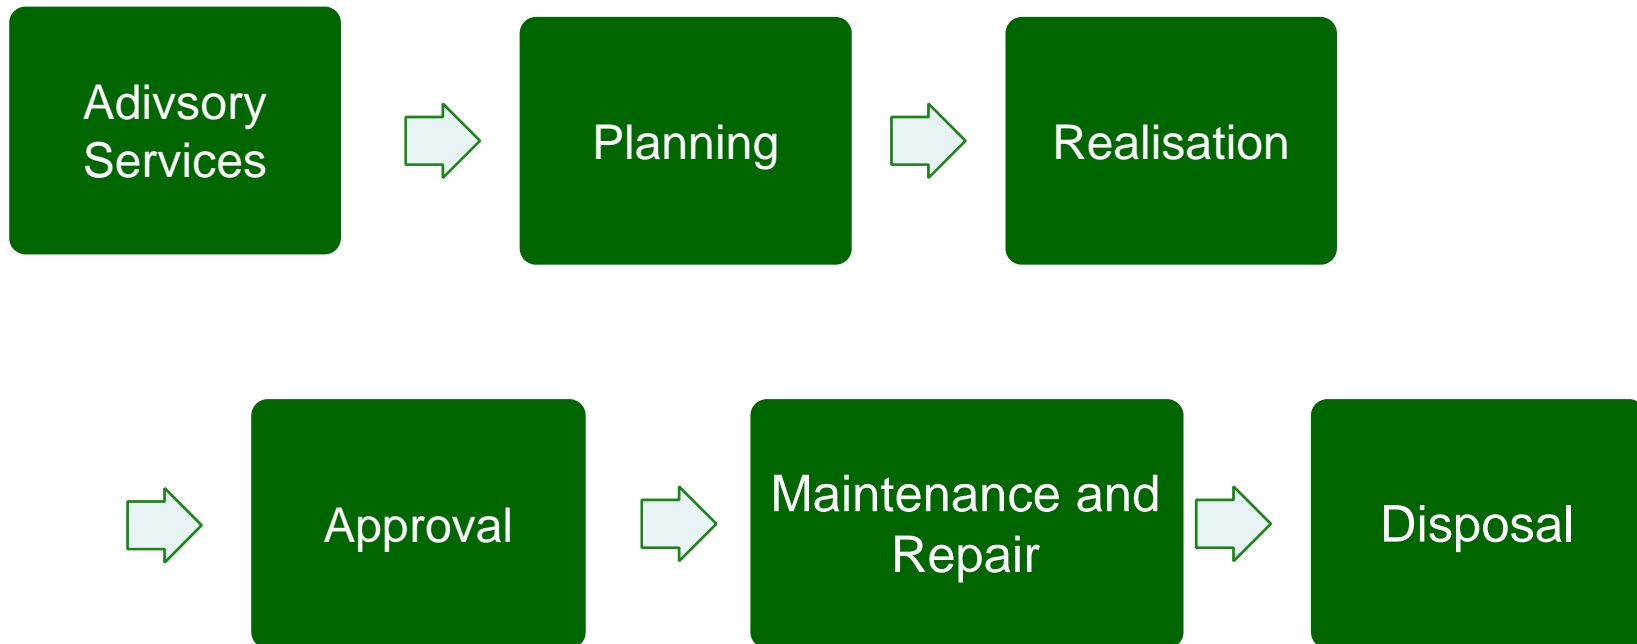 Adivsory
Services
Planning
Realisation
Approval
Maintenance and
Repair
Disposal